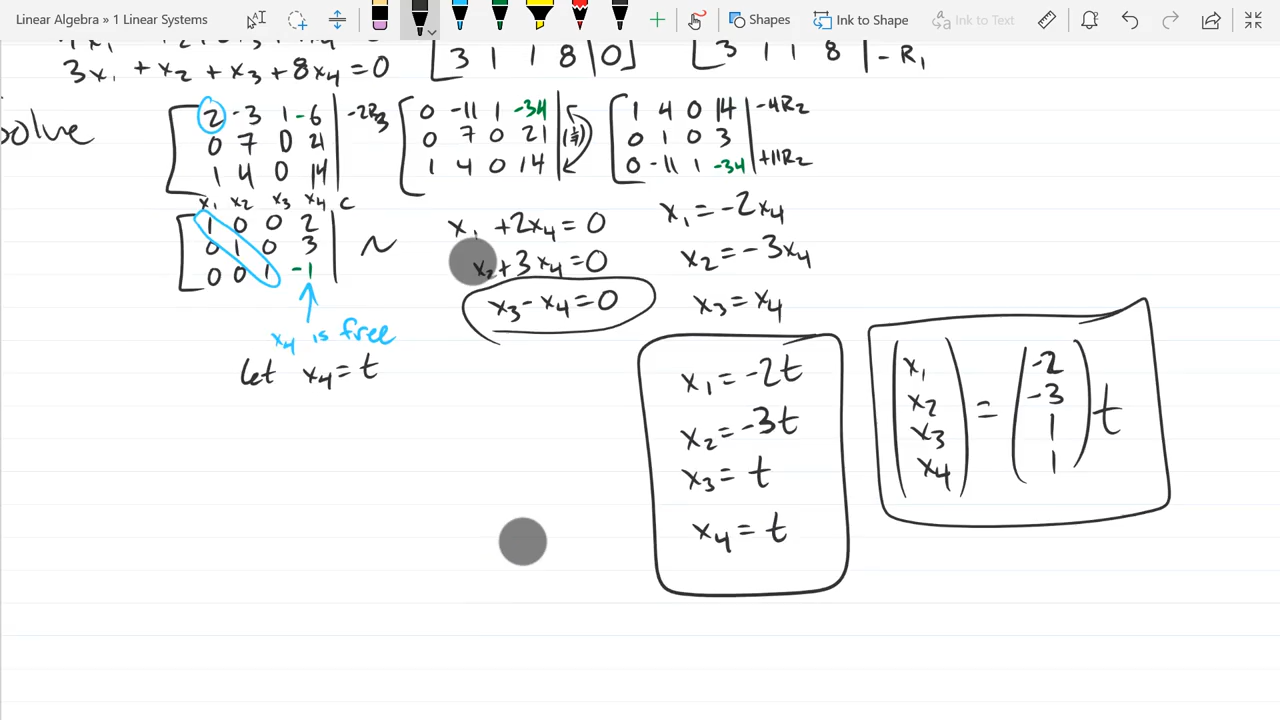 Linear Algebra » 1 Linear Systems
Shapes
Ink to Shape
Ink to Text
3x₁ + x₂ + x₃ + 8x₄ = 0
[3 1 1 8 | 0]
[3 1 1 8 | - R₁
solve
2 -3 1 -6 | -2R₃
0 7 0 21
1 4 0 14
0 -11 1 -34
0 7 0 21 (1/7)
1 4 0 14
1 4 0 14 | -4R₂
0 1 0 3
0 -11 1 -34 | +11R₂
x₁ x₂ x₃ x₄ C
1 0 0 2
0 1 0 3 ~
0 0 1 -1
x₄ is free
let x₄ = t
x₁ + 2x₄ = 0
x₂ + 3x₄ = 0
x₃ - x₄ = 0
x₁ = -2x₄
x₂ = -3x₄
x₃ = x₄
x₁ = -2t
x₂ = -3t
x₃ = t
x₄ = t
(x₁ x₂ x₃ x₄) = (-2 -3 1 1) t